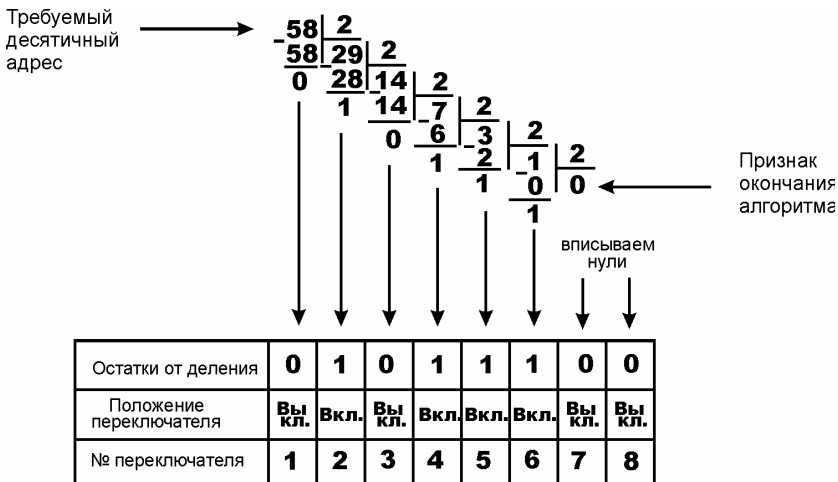 Требуемый
десятичный
адрес
-58 2
58 -29 2
0 28 -14 2
1 14 -7 2
0 6 -3 2
1 2 -1 2
1 0 0
1
Признак
окончания
алгоритма
вписываем
нули
Остатки от деления 0 1 0 1 1 1 0 0
Положение
переключателя
Вы
кл. Вкл. Вы
кл. Вкл. Вкл. Вкл. Вы
кл. Вы
кл.
№ переключателя 1 2 3 4 5 6 7 8